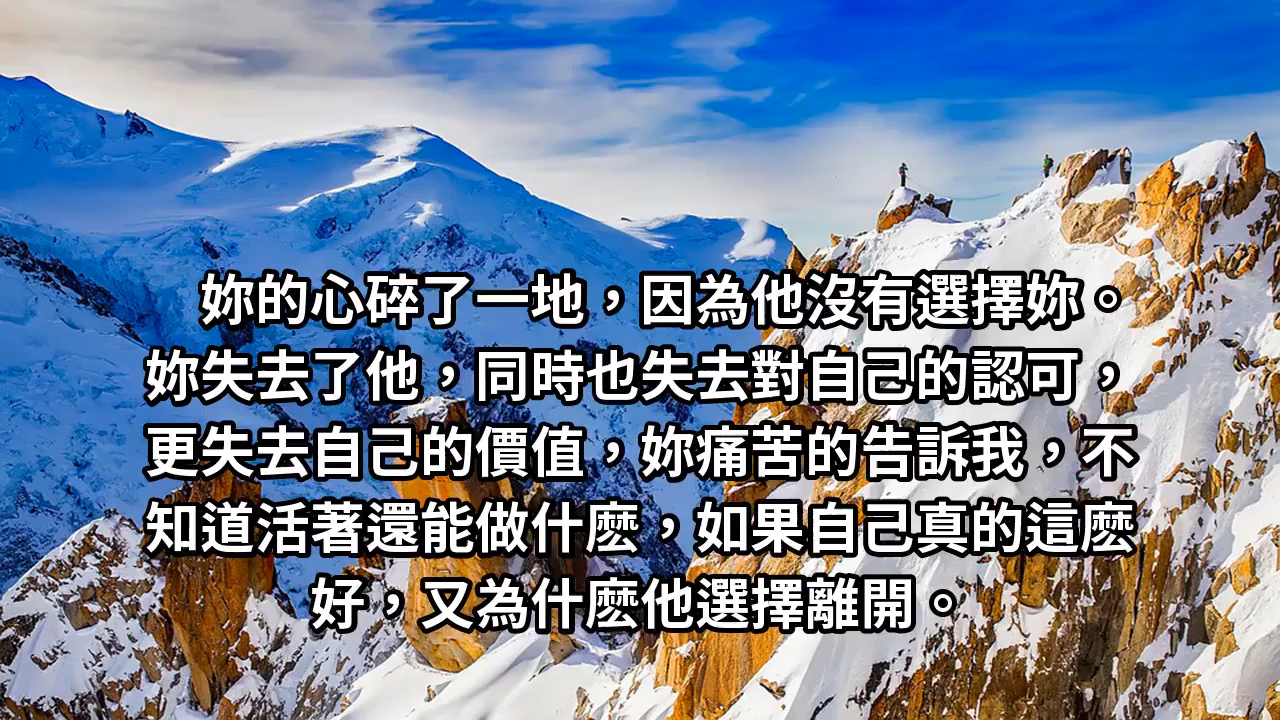 妳的心碎了一地，因為他沒有選擇妳。
妳失去了他，同時也失去對自己的認可，
更失去自己的價值，妳痛苦的告訴我，不
知道活著還能做什麽，如果自己真的這麽
好，又為什麽他選擇離開。